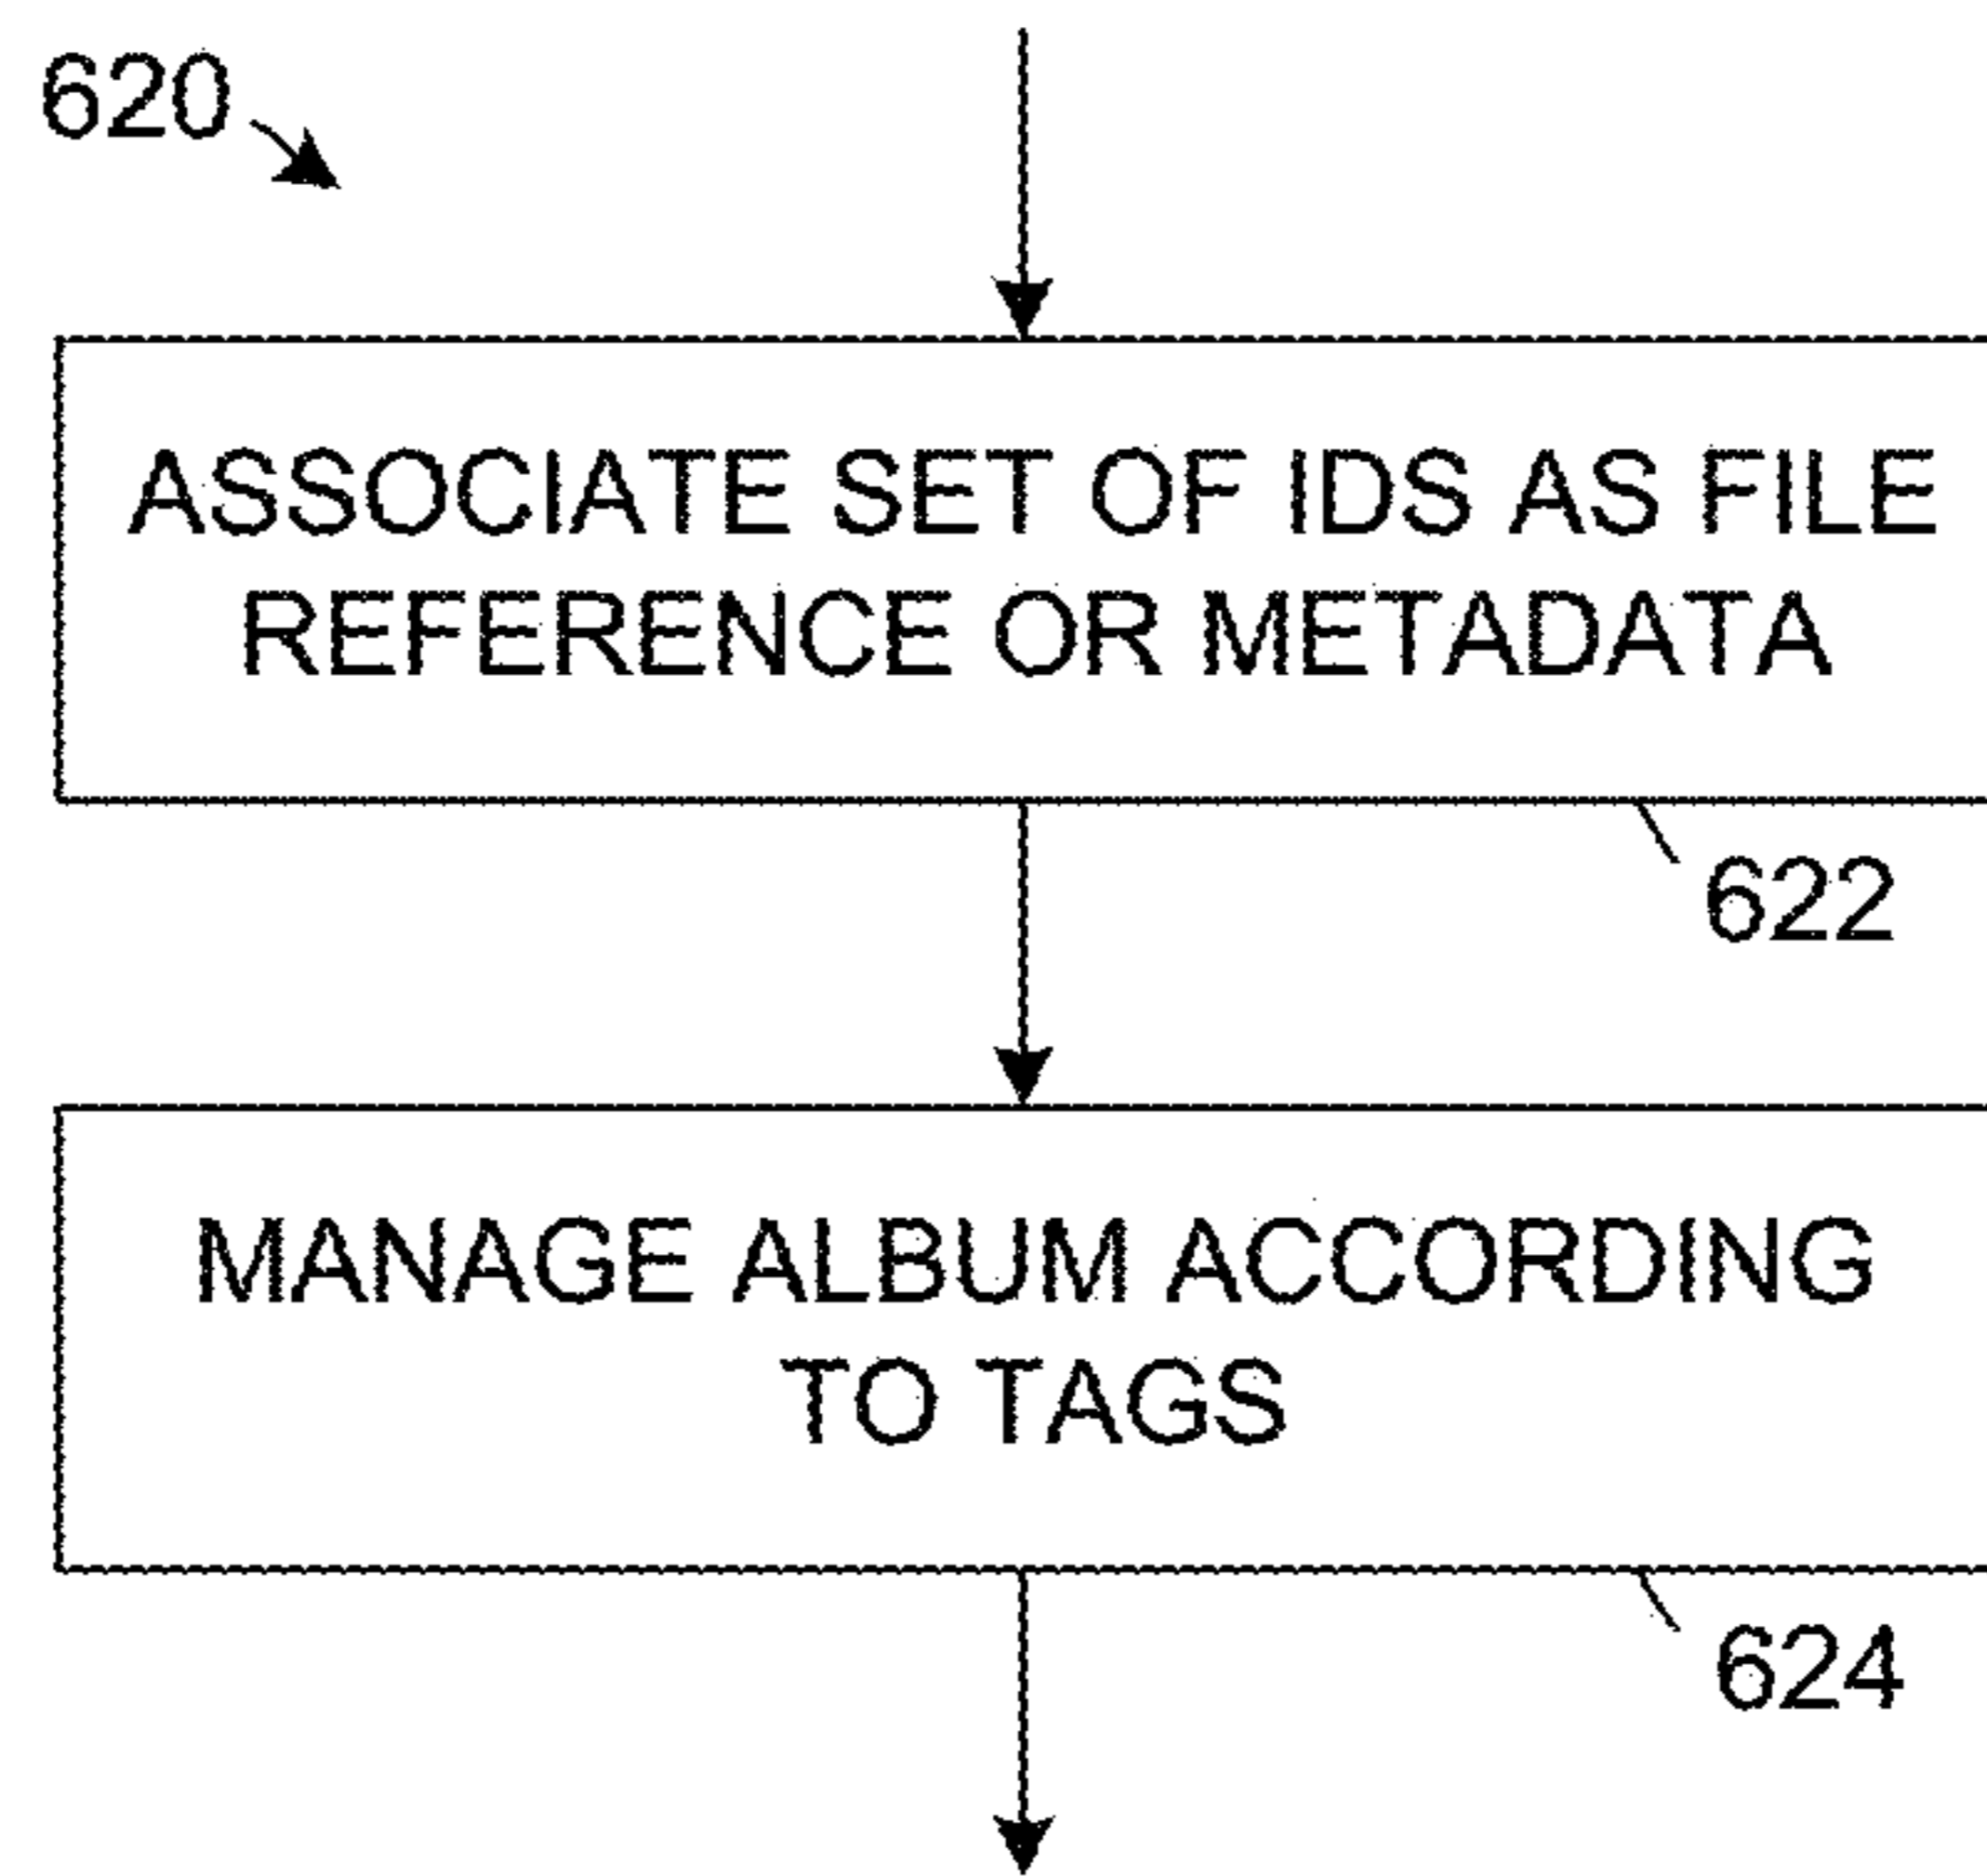 620
ASSOCIATE SET OF IDS AS FILE
REFERENCE OR METADATA
622
MANAGE ALBUM ACCORDING
TO TAGS
624